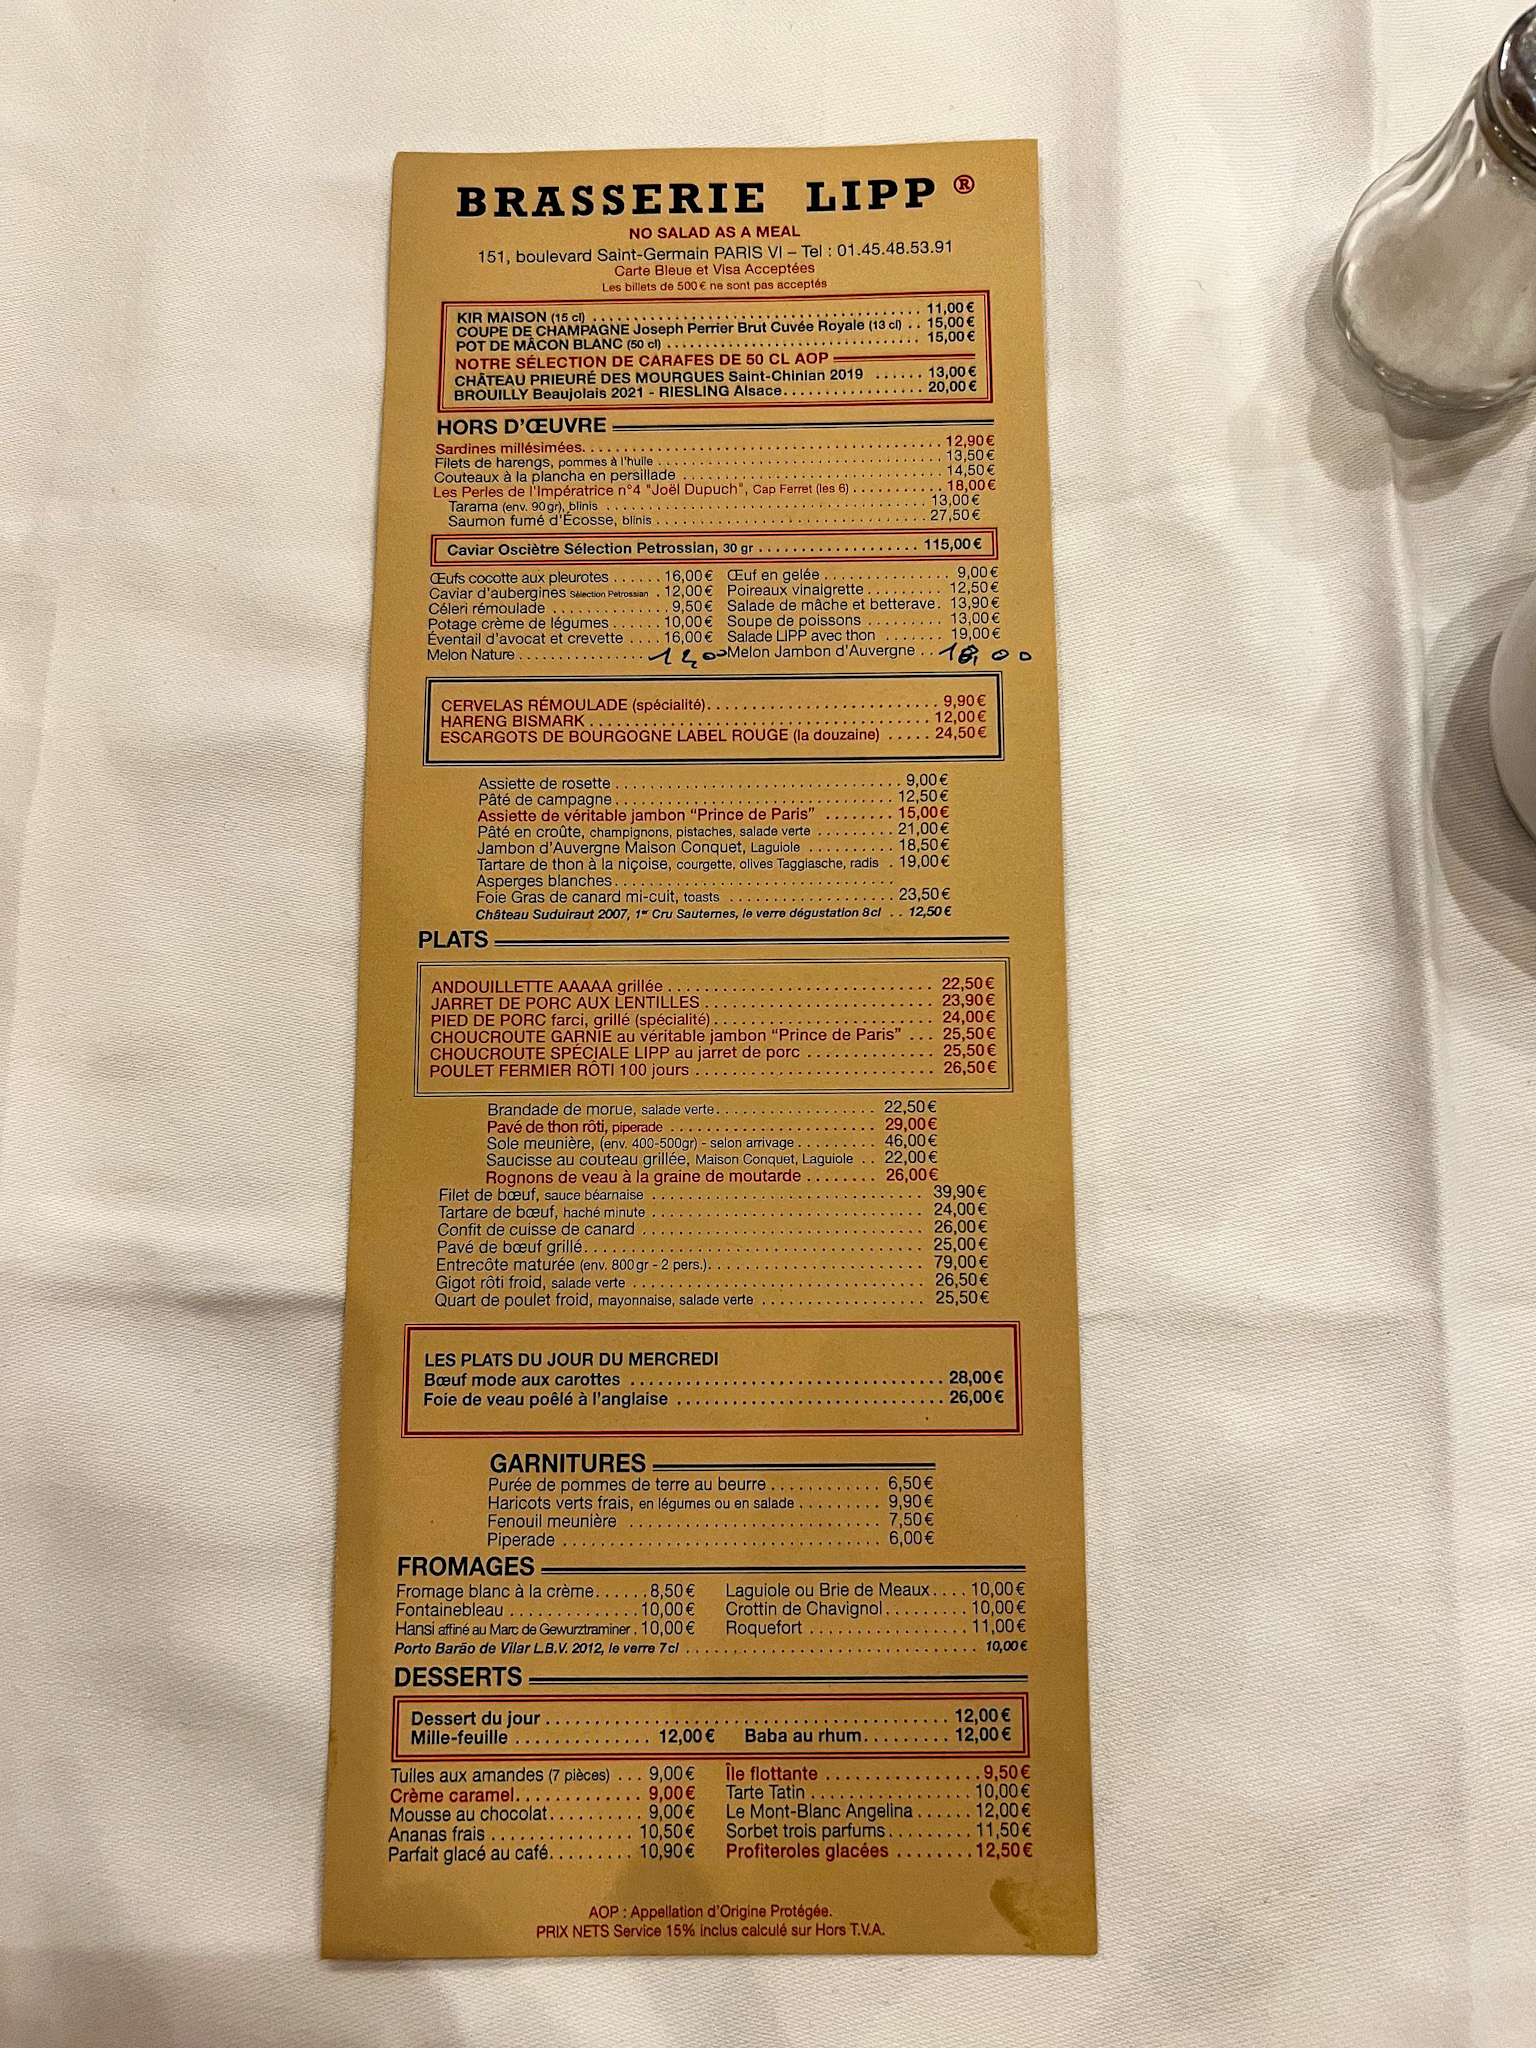 BRASSERIE LIPP ®
NO SALAD AS A MEAL
151, boulevard Saint-Germain PARIS VI – Tel : 01.45.48.53.91
Carte Bleue et Visa Acceptées
Les billets de 500€ ne sont pas acceptés
KIR MAISON (15 cl) 11,00€
COUPE DE CHAMPAGNE Joseph Perrier Brut Cuvée Royale (13 cl) 15,00€
POT DE MÂCON BLANC (50 cl) 15,00€
NOTRE SÉLECTION DE CARAFES DE 50 CL AOP
CHÂTEAU PRIEURÉ DES MOURGUES Saint-Chinian 2019 13,00€
BROUILLY Beaujolais 2021 - RIESLING Alsace 20,00€
HORS D'ŒUVRE
Sardines millésimées 12,90€
Filets de harengs, pommes à l'huile 13,50€
Couteaux à la plancha en persillade 14,50€
Les Perles de l'Impératrice n°4 "Joël Dupuch", Cap Ferret (les 6) 18,00€
Tarama (env. 90gr), blinis 13,00€
Saumon fumé d'Écosse, blinis 27,50€
Caviar Osciètre Sélection Petrossian, 30 gr 115,00€
Œufs cocotte aux pleurotes 16,00€ Œuf en gelée 9,00€
Caviar d'aubergines Sélection Petrossian 12,00€ Poireaux vinaigrette 12,50€
Céleri rémoulade 9,50€ Salade de mâche et betterave 13,90€
Potage crème de légumes 10,00€ Soupe de poissons 13,00€
Éventail d'avocat et crevette 16,00€ Salade LIPP avec thon 19,00€
Melon Nature 12,00 Melon Jambon d'Auvergne 18,00
CERVELAS RÉMOULADE (spécialité) 9,90€
HARENG BISMARK 12,00€
ESCARGOTS DE BOURGOGNE LABEL ROUGE (la douzaine) 24,50€
Assiette de rosette 9,00€
Pâté de campagne 12,50€
Assiette de véritable jambon "Prince de Paris" 15,00€
Pâté en croûte, champignons, pistaches, salade verte 21,00€
Jambon d'Auvergne Maison Conquet, Laguiole 18,50€
Tartare de thon à la niçoise, courgette, olives Taggiasche, radis 19,00€
Asperges blanches
Foie Gras de canard mi-cuit, toasts 23,50€
Château Suduiraut 2007, 1er Cru Sauternes, le verre dégustation 8cl 12,50€
PLATS
ANDOUILLETTE AAAAA grillée 22,50€
JARRET DE PORC AUX LENTILLES 23,90€
PIED DE PORC farci, grillé (spécialité) 24,00€
CHOUCROUTE GARNIE au véritable jambon "Prince de Paris" 25,50€
CHOUCROUTE SPÉCIALE LIPP au jarret de porc 25,50€
POULET FERMIER RÔTI 100 jours 26,50€
Brandade de morue, salade verte 22,50€
Pavé de thon rôti, piperade 29,00€
Sole meunière, (env. 400-500gr) - selon arrivage 46,00€
Saucisse au couteau grillée, Maison Conquet, Laguiole 22,00€
Rognons de veau à la graine de moutarde 26,00€
Filet de bœuf, sauce béarnaise 39,90€
Tartare de bœuf, haché minute 24,00€
Confit de cuisse de canard 26,00€
Pavé de bœuf grillé 25,00€
Entrecôte maturée (env. 800gr - 2 pers.) 79,00€
Gigot rôti froid, salade verte 26,50€
Quart de poulet froid, mayonnaise, salade verte 25,50€
LES PLATS DU JOUR DU MERCREDI
Bœuf mode aux carottes 28,00€
Foie de veau poêlé à l'anglaise 26,00€
GARNITURES
Purée de pommes de terre au beurre 6,50€
Haricots verts frais, en légumes ou en salade 9,90€
Fenouil meunière 7,50€
Piperade 6,00€
FROMAGES
Fromage blanc à la crème 8,50€ Laguiole ou Brie de Meaux 10,00€
Fontainebleau 10,00€ Crottin de Chavignol 10,00€
Hansi affiné au Marc de Gewurztraminer 10,00€ Roquefort 11,00€
Porto Barão de Vilar L.B.V. 2012, le verre 7cl 10,00€
DESSERTS
Dessert du jour 12,00€
Mille-feuille 12,00€ Baba au rhum 12,00€
Tuiles aux amandes (7 pièces) 9,00€ Île flottante 9,50€
Crème caramel 9,00€ Tarte Tatin 10,00€
Mousse au chocolat 9,00€ Le Mont-Blanc Angelina 12,00€
Ananas frais 10,50€ Sorbet trois parfums 11,50€
Parfait glacé au café 10,90€ Profiteroles glacées 12,50€
AOP : Appellation d'Origine Protégée.
PRIX NETS Service 15% inclus calculé sur Hors T.V.A.